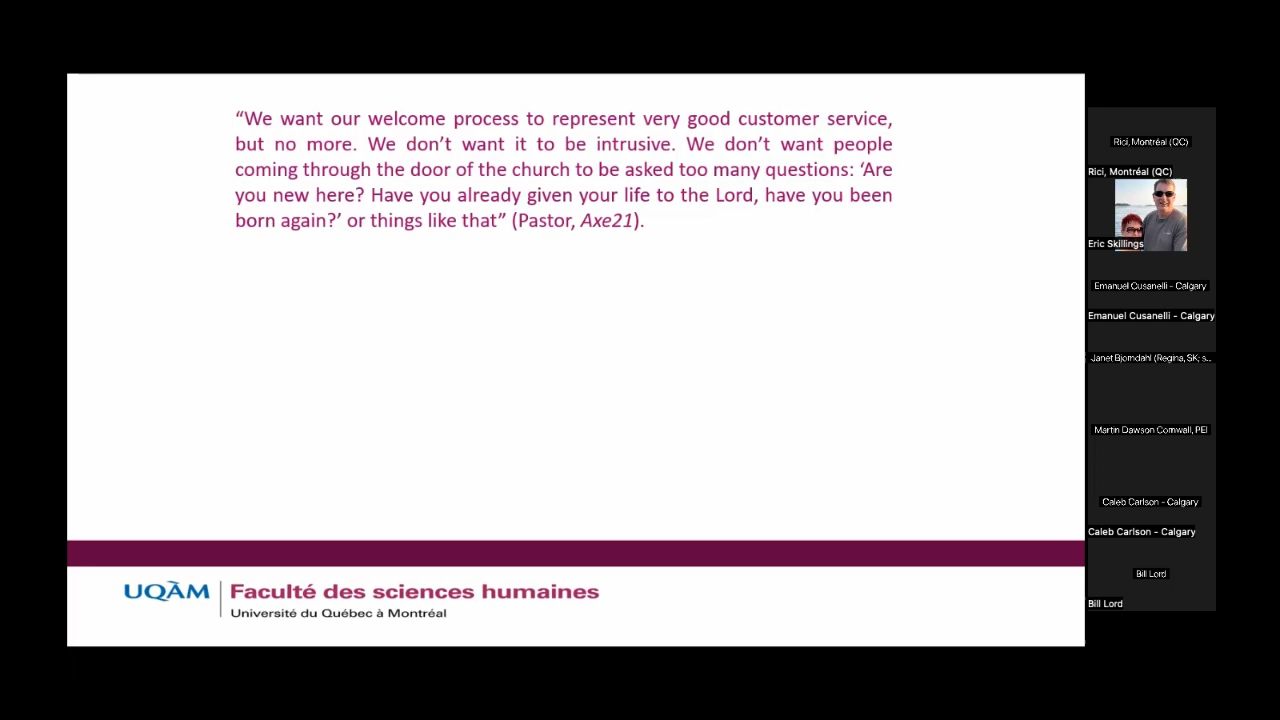 “We want our welcome process to represent very good customer service,
but no more. We don’t want it to be intrusive. We don’t want people
coming through the door of the church to be asked too many questions: ‘Are
you new here? Have you already given your life to the Lord, have you been
born again?’ or things like that” (Pastor, Axe21).
UQÀM
Faculté des sciences humaines
Université du Québec à Montréal
Rici, Montréal (QC)
Rici, Montréal (QC)
Eric Skillings
Emanuel Cusanelli - Calgary
Emanuel Cusanelli - Calgary
Janet Bjorndahl (Regina, SK; s...
Martin Dawson Cornwall, PEI
Caleb Carlson - Calgary
Caleb Carlson - Calgary
Bill Lord
Bill Lord